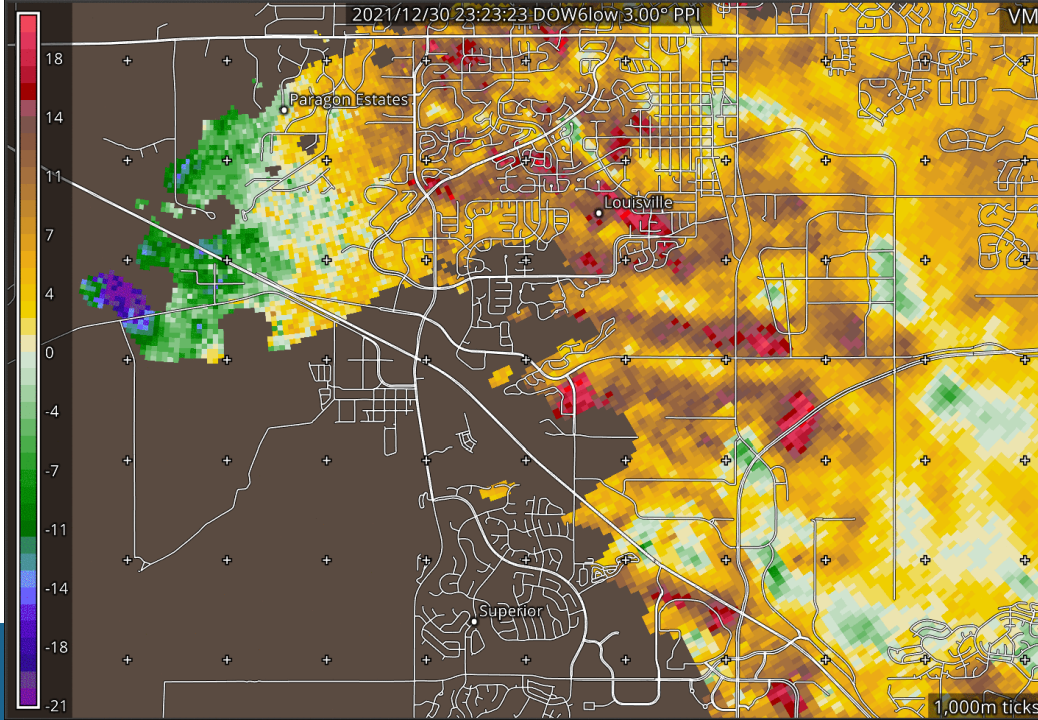 2021/12/30 23:23:23 DOW6low 3.00° PPI
VM
18
14
11
7
4
0
-4
-7
-11
-14
-18
-21
Paragon Estates
Louisville
Superior
1,000m ticks